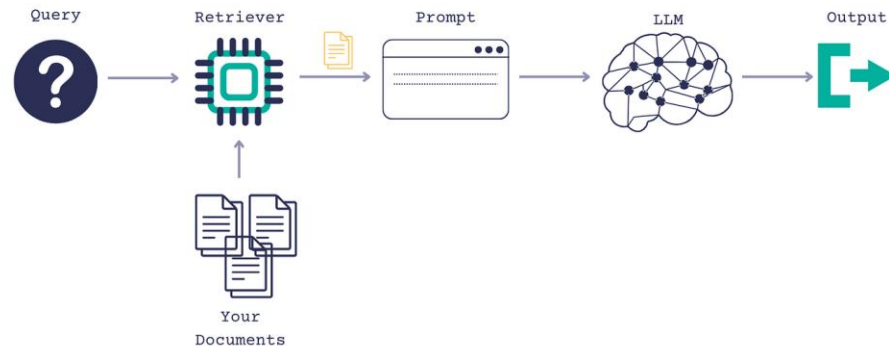 Query
Retriever
Prompt
LLM
Output
?
Your
Documents